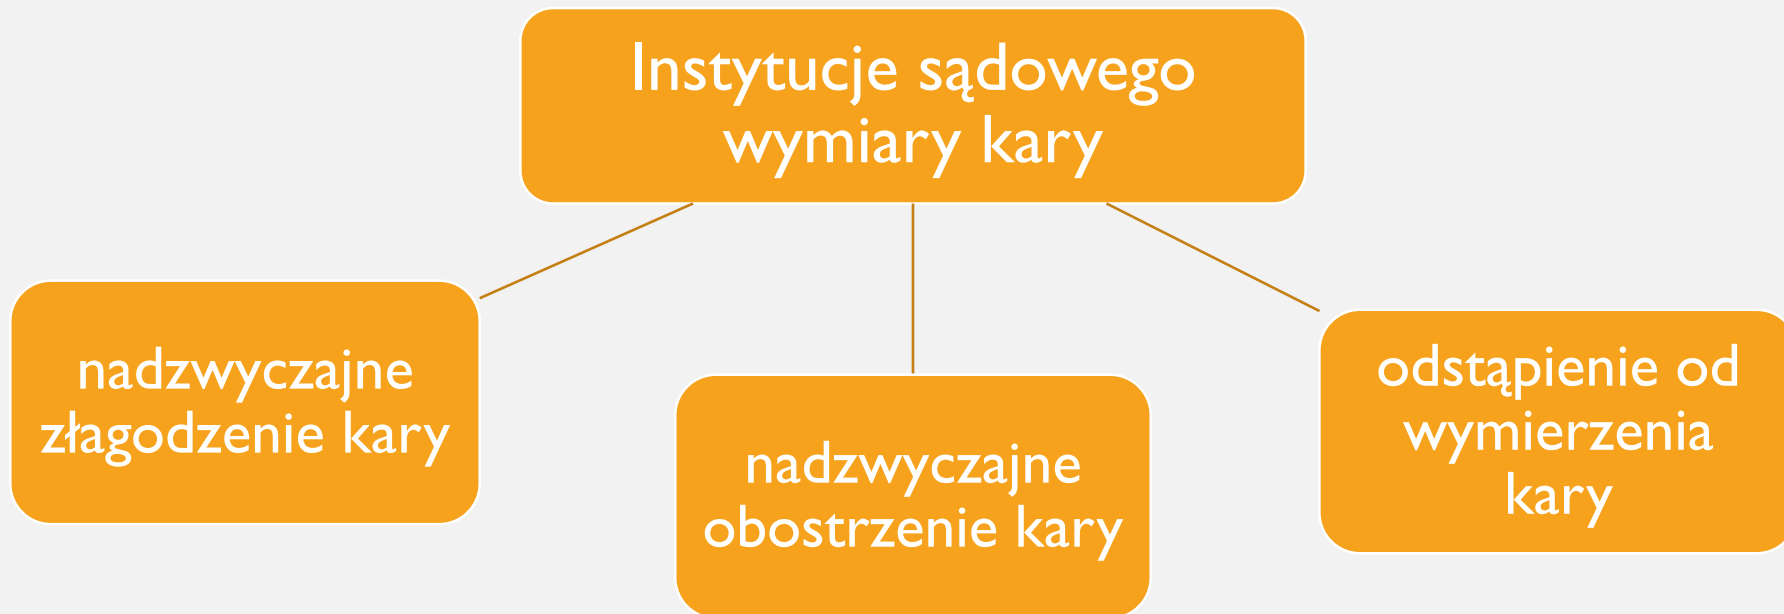 Instytucje sądowego
wymiary kary
nadzwyczajne
złagodzenie kary
nadzwyczajne
obostrzenie kary
odstąpienie od
wymierzenia
kary